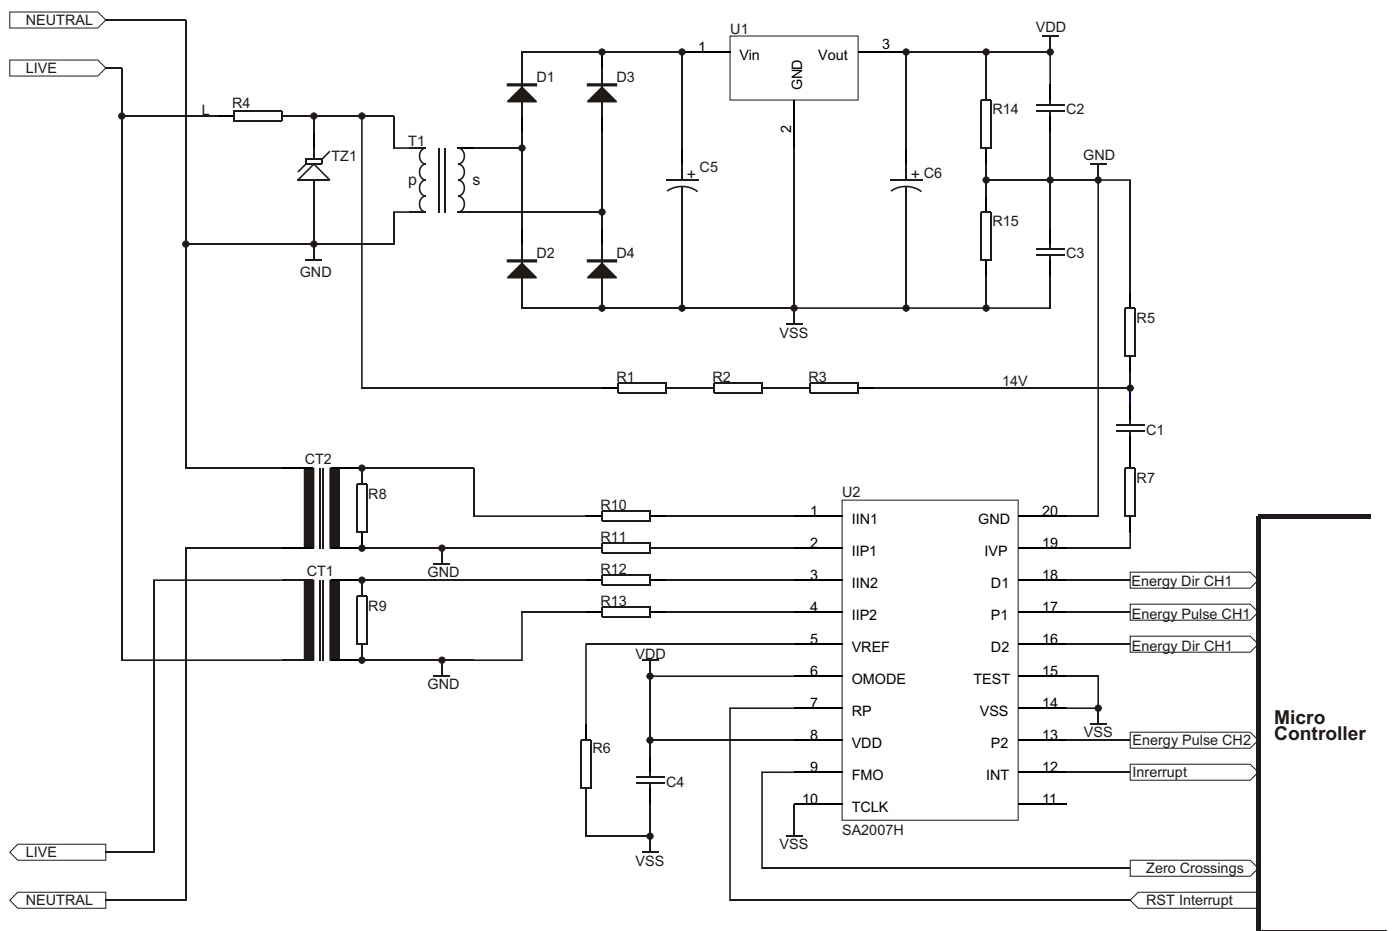 NEUTRAL
LIVE
L
R4
TZ1
GND
T1
p
s
D1
D3
D2
D4
C5
+
1
U1
Vin
Vout
GND
2
3
VSS
+
C6
VDD
R14
C2
GND
R15
C3
R5
R1
R2
R3
14V
C1
R7
CT2
R8
GND
CT1
R9
GND
R10
R11
R12
R13
VDD
R6
C4
VSS
VSS
U2
1 IIN1 GND 20
2 IIP1 IVP 19
3 IIN2 D1 18 Energy Dir CH1
4 IIP2 P1 17 Energy Pulse CH1
5 VREF D2 16 Energy Dir CH1
6 OMODE TEST 15
7 RP VSS 14 VSS
8 VDD P2 13 Energy Pulse CH2
9 FMO INT 12 Inrerrupt
10 TCLK 11
SA2007H
Micro
Controller
LIVE
Zero Crossings
NEUTRAL
RST Interrupt